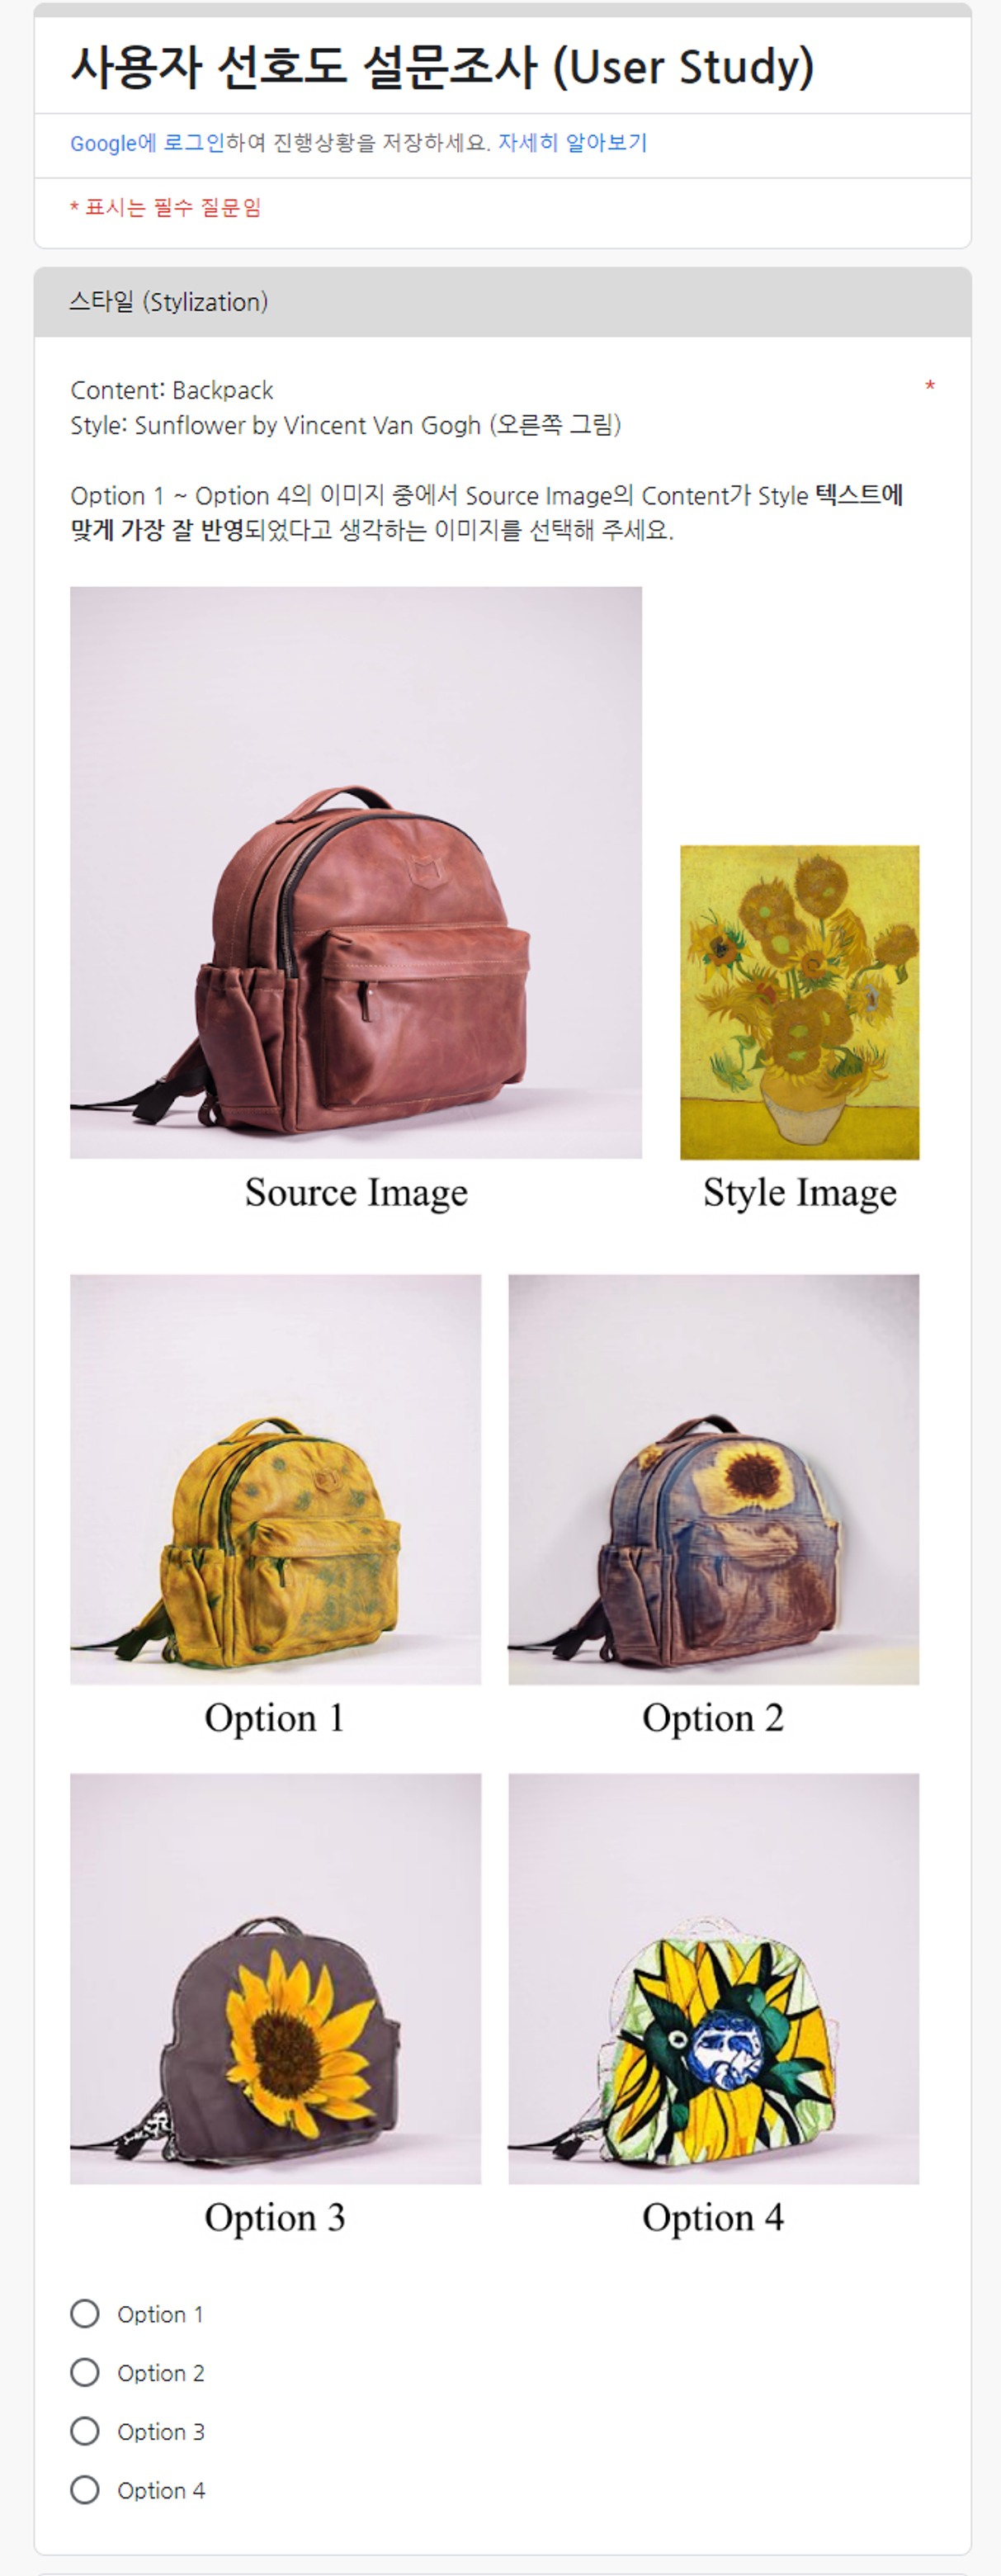 사용자 선호도 설문조사 (User Study)
Google에 로그인하여 진행상황을 저장하세요. 자세히 알아보기
* 표시는 필수 질문임
스타일 (Stylization)
Content: Backpack *
Style: Sunflower by Vincent Van Gogh (오른쪽 그림)
Option 1 ~ Option 4의 이미지 중에서 Source Image의 Content가 Style 텍스트에
맞게 가장 잘 반영되었다고 생각하는 이미지를 선택해 주세요.
Source Image
Style Image
Option 1
Option 2
Option 3
Option 4
Option 1
Option 2
Option 3
Option 4